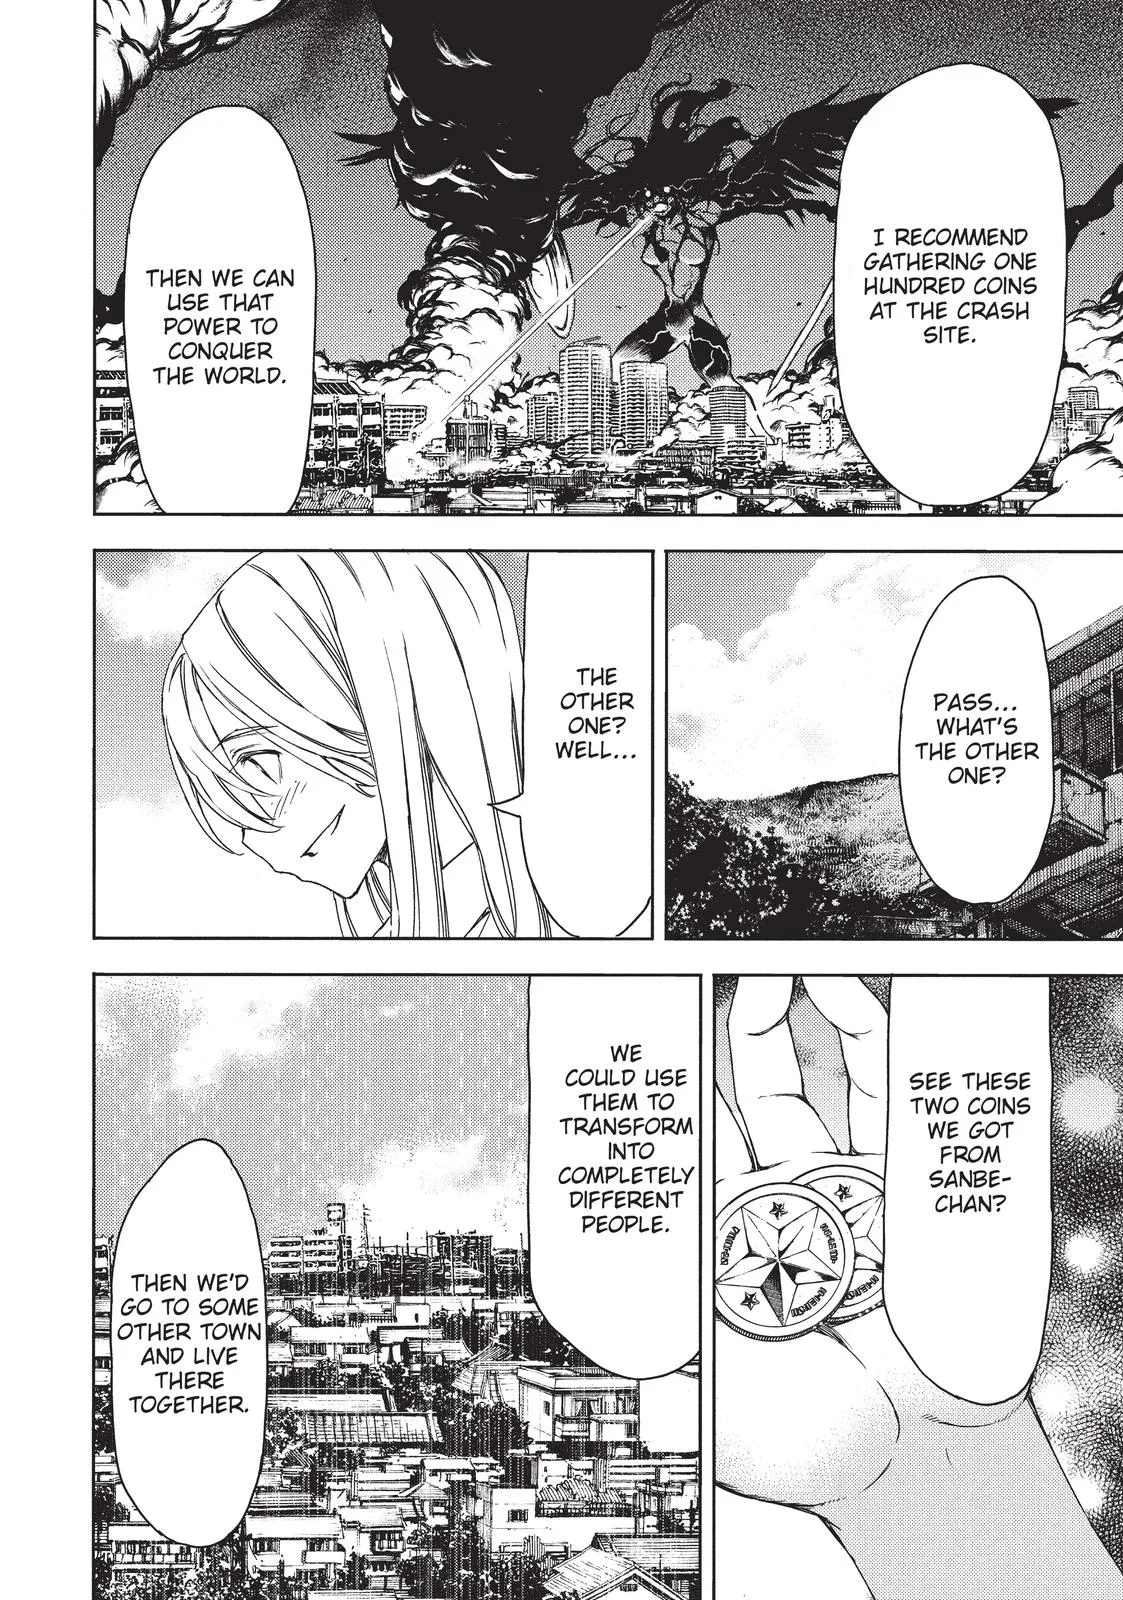 I RECOMMEND
GATHERING ONE
HUNDRED COINS
AT THE CRASH
SITE.
THEN WE CAN
USE THAT
POWER TO
CONQUER
THE WORLD.
PASS...
WHAT'S
THE OTHER
ONE?
THE
OTHER
ONE?
WELL...
SEE THESE
TWO COINS
WE GOT
FROM
SANBE-
CHAN?
WE
COULD USE
THEM TO
TRANSFORM
INTO
COMPLETELY
DIFFERENT
PEOPLE.
THEN WE'D
GO TO SOME
OTHER TOWN
AND LIVE
THERE
TOGETHER.